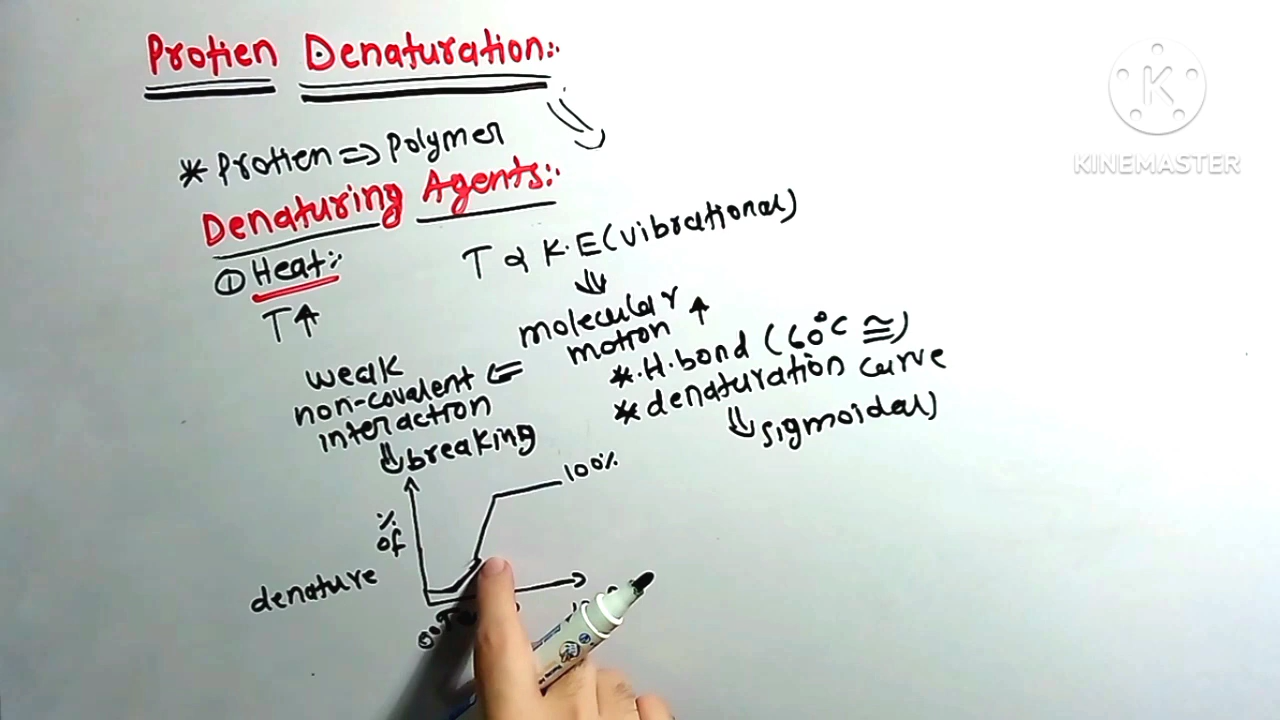 Protien Denaturation:-
* Protien => Polymer
Denaturing Agents:-
① Heat:-
T↑
T ∝ K.E (vibrational)
molecular motion ↑
weak
non-covalent
interaction
breaking
*.H.bond (60°C ≅)
* denaturation curve
sigmoidal
100%
% of
denature
K
KINEMASTER